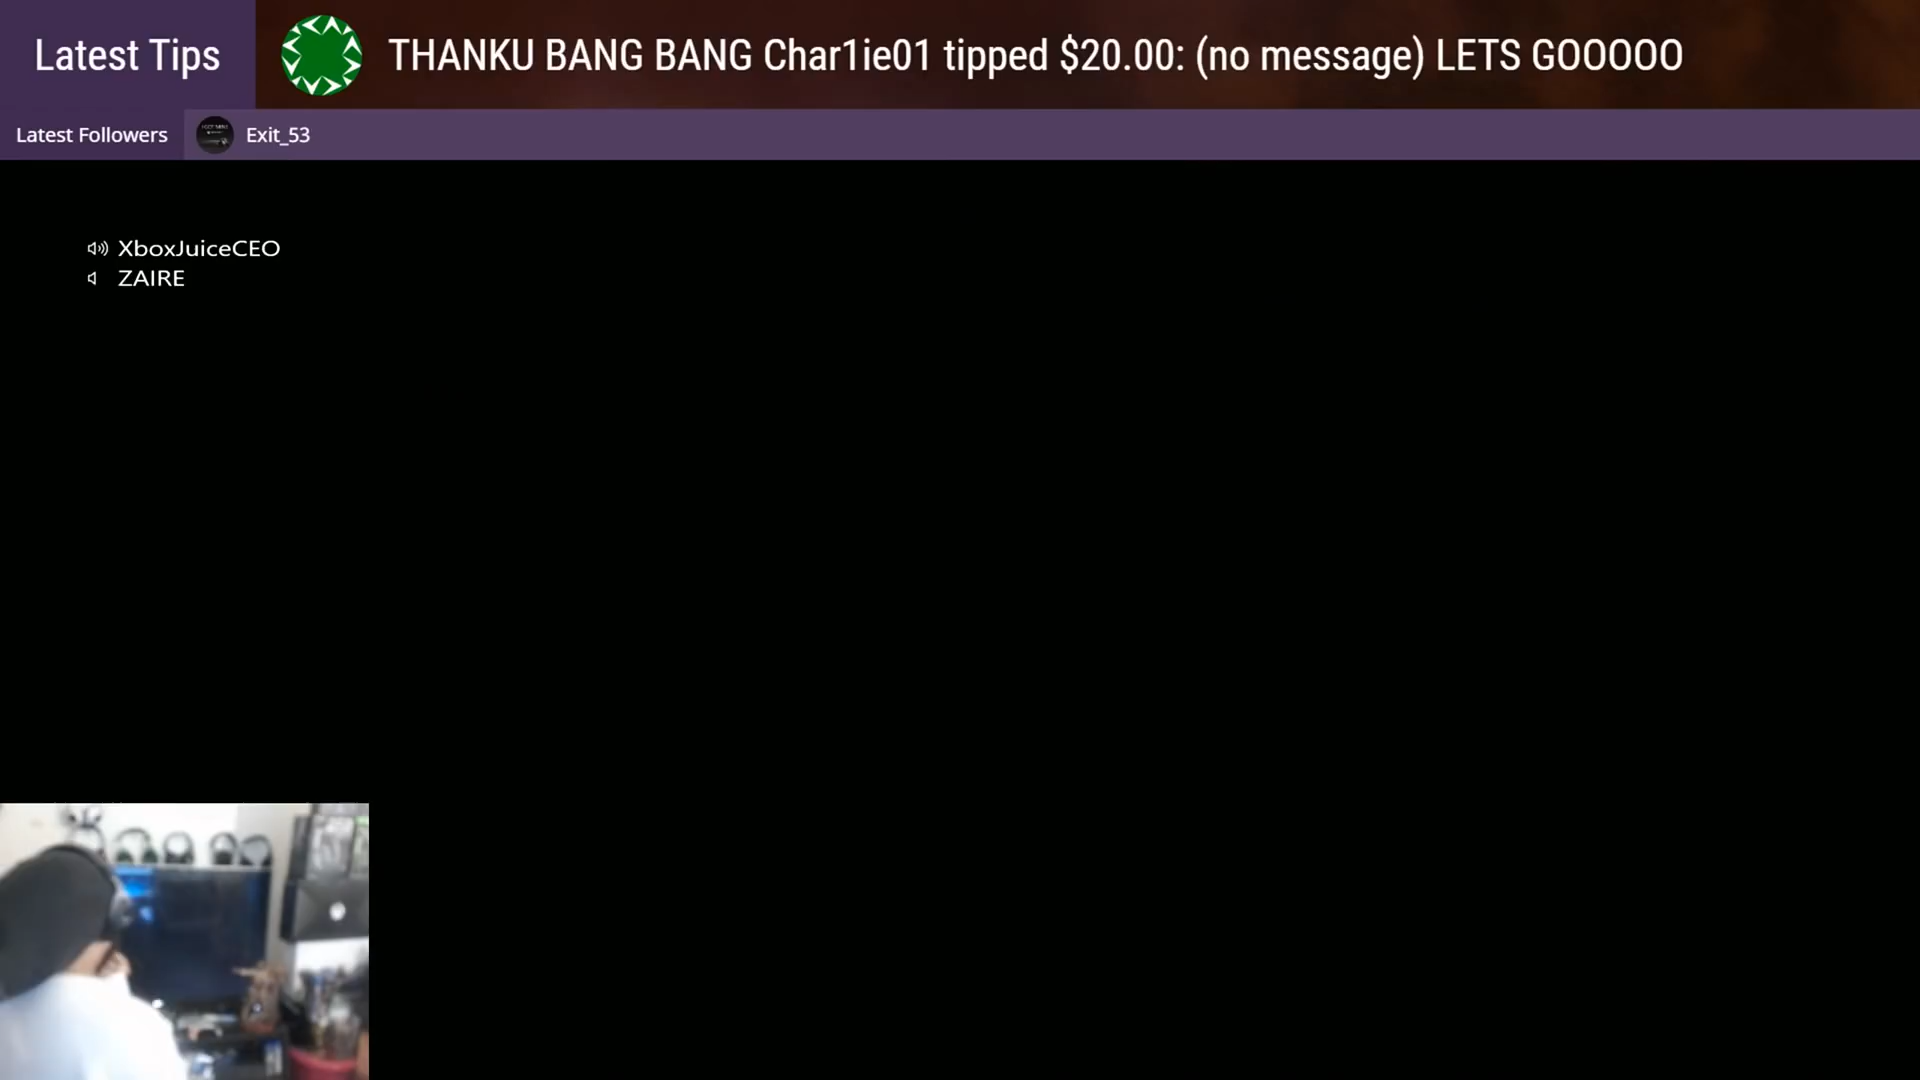 Latest Tips
THANKU BANG BANG Char1ie01 tipped $20.00: (no message) LETS GOOOOO
Latest Followers
Exit_53
XboxJuiceCEO
ZAIRE